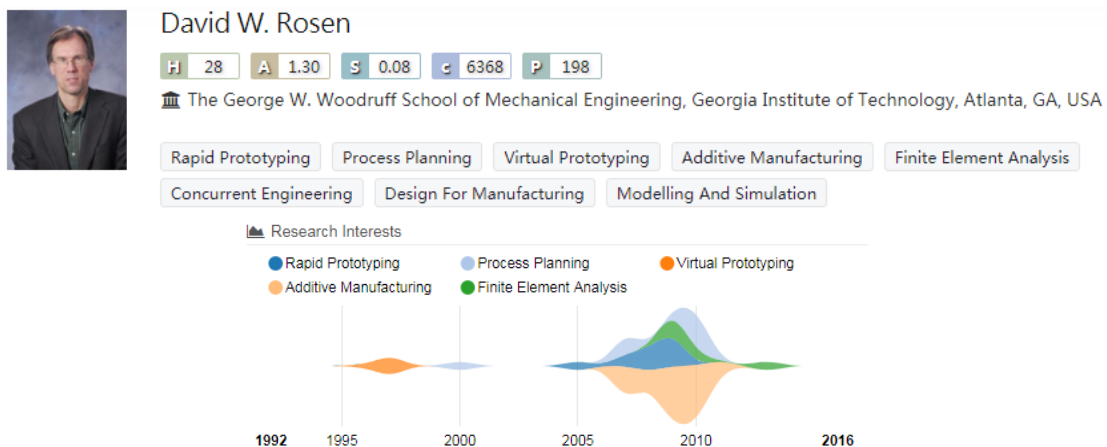 David W. Rosen
H 28 A 1.30 S 0.08 c 6368 P 198
The George W. Woodruff School of Mechanical Engineering, Georgia Institute of Technology, Atlanta, GA, USA
Rapid Prototyping Process Planning Virtual Prototyping Additive Manufacturing Finite Element Analysis
Concurrent Engineering Design For Manufacturing Modelling And Simulation
Research Interests
Rapid Prototyping Process Planning Virtual Prototyping
Additive Manufacturing Finite Element Analysis
1992 1995 2000 2005 2010 2016